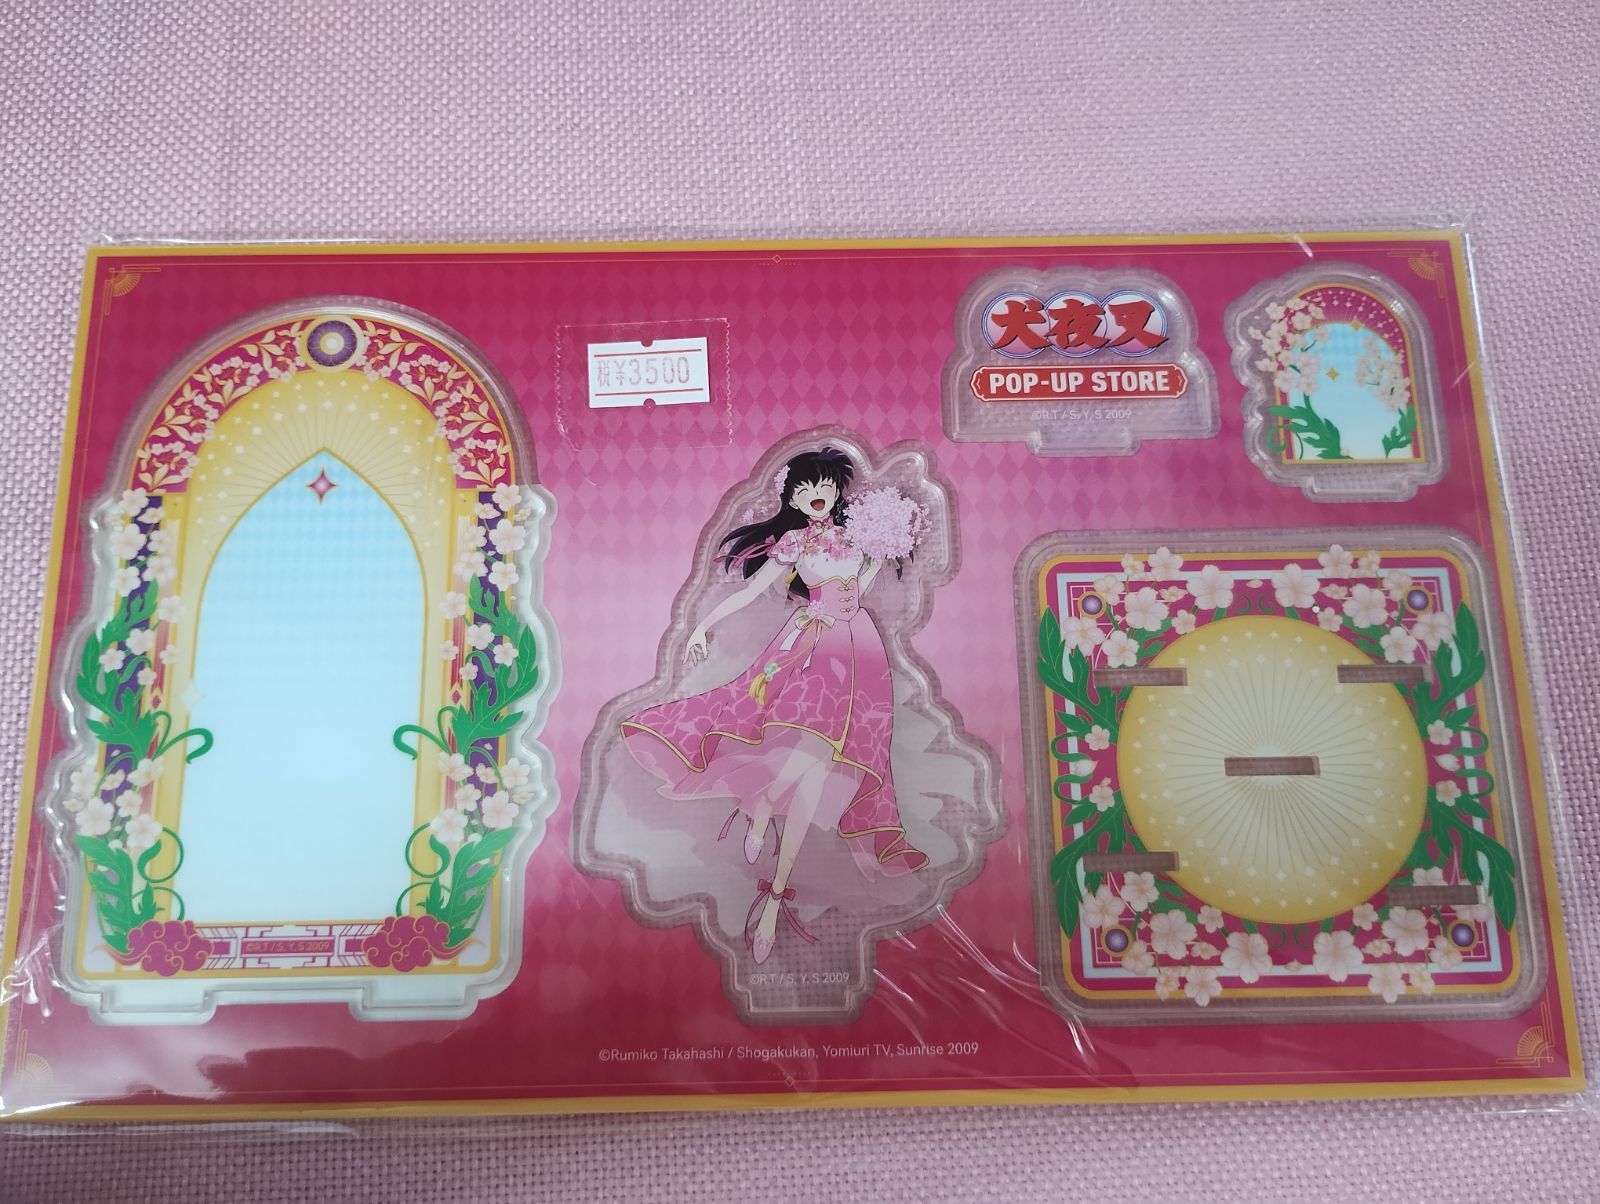 税￥3500
犬夜叉
POP-UP STORE
©R.T / S, Y, S 2009
©R.T / S, Y, S 2009
©R.T / S, Y, S 2009
©Rumiko Takahashi / Shogakukan, Yomiuri TV, Sunrise 2009